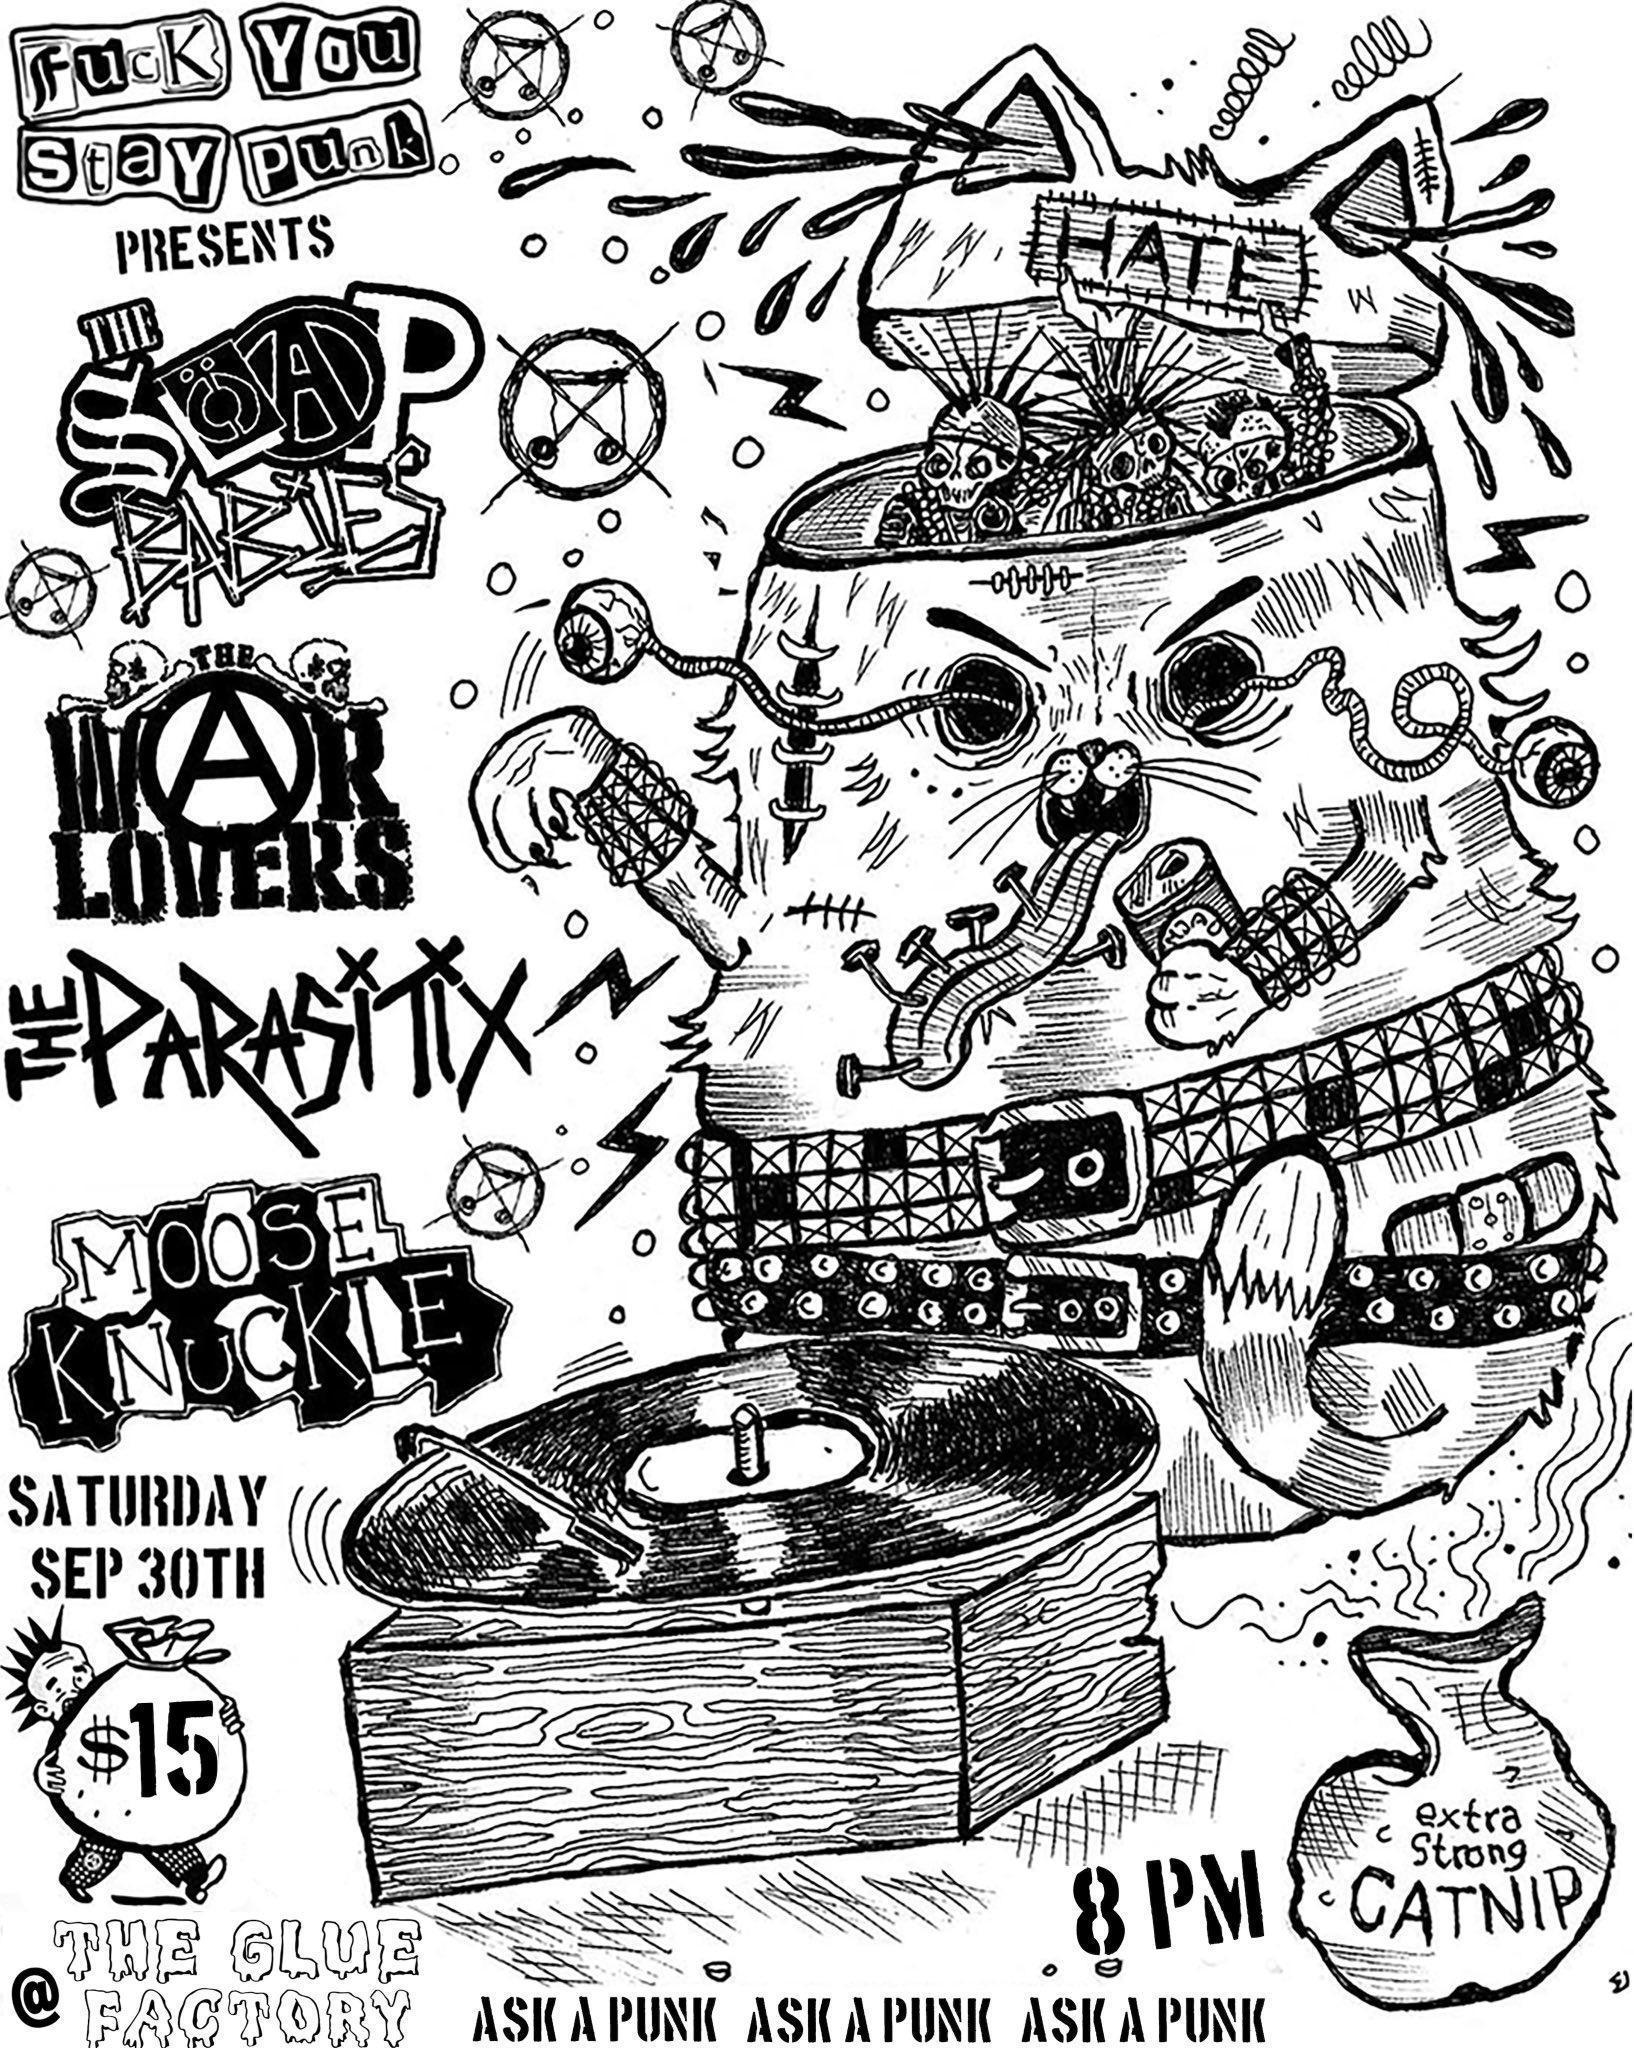 Fuck You
Stay Punk
PRESENTS
THE
SOAP
BABIES
THE
WAR
LOVERS
THE PARASITIX
MOOSE
KNUCKLE
SATURDAY
SEP 30TH
$15
@ THE GLUE
FACTORY
HATE
extra
Strong
CATNIP
8 PM
ASK A PUNK ASK A PUNK ASK A PUNK